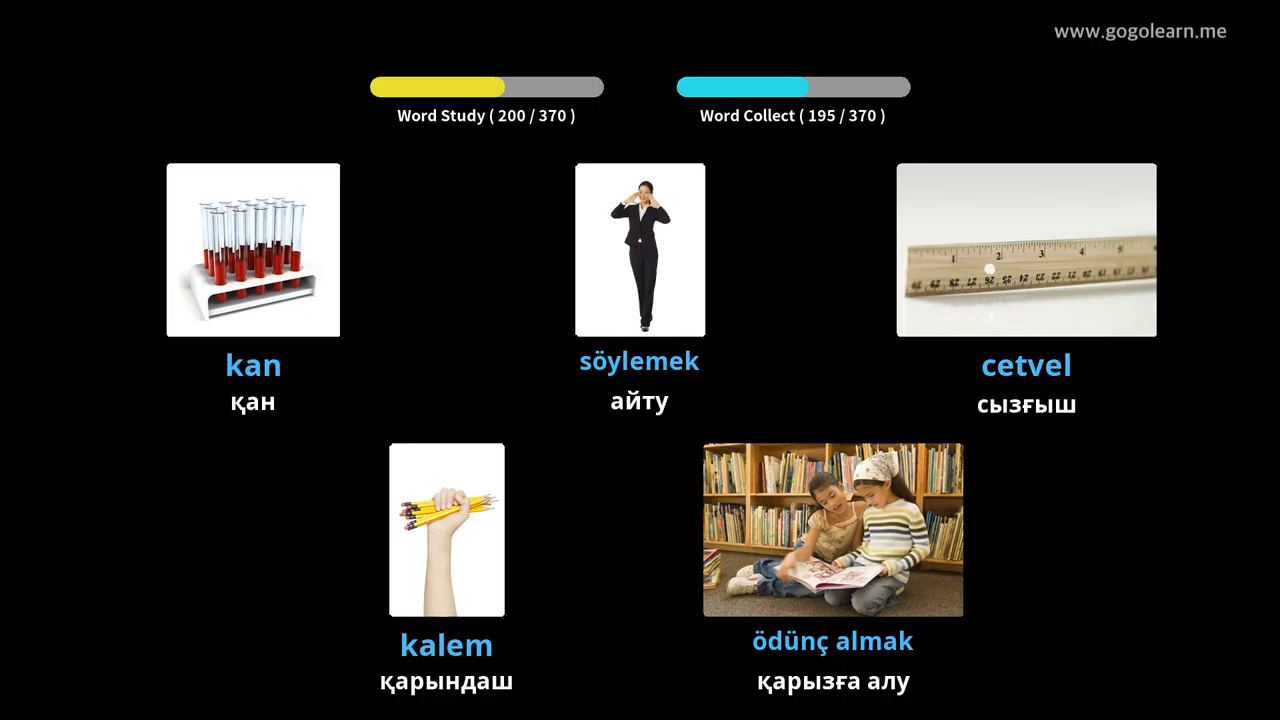 www.gogolearn.me
Word Study ( 200 / 370 )
Word Collect ( 195 / 370 )
kan
қан
söylemek
айту
cetvel
сызғыш
kalem
қарындаш
ödünç almak
қарызға алу